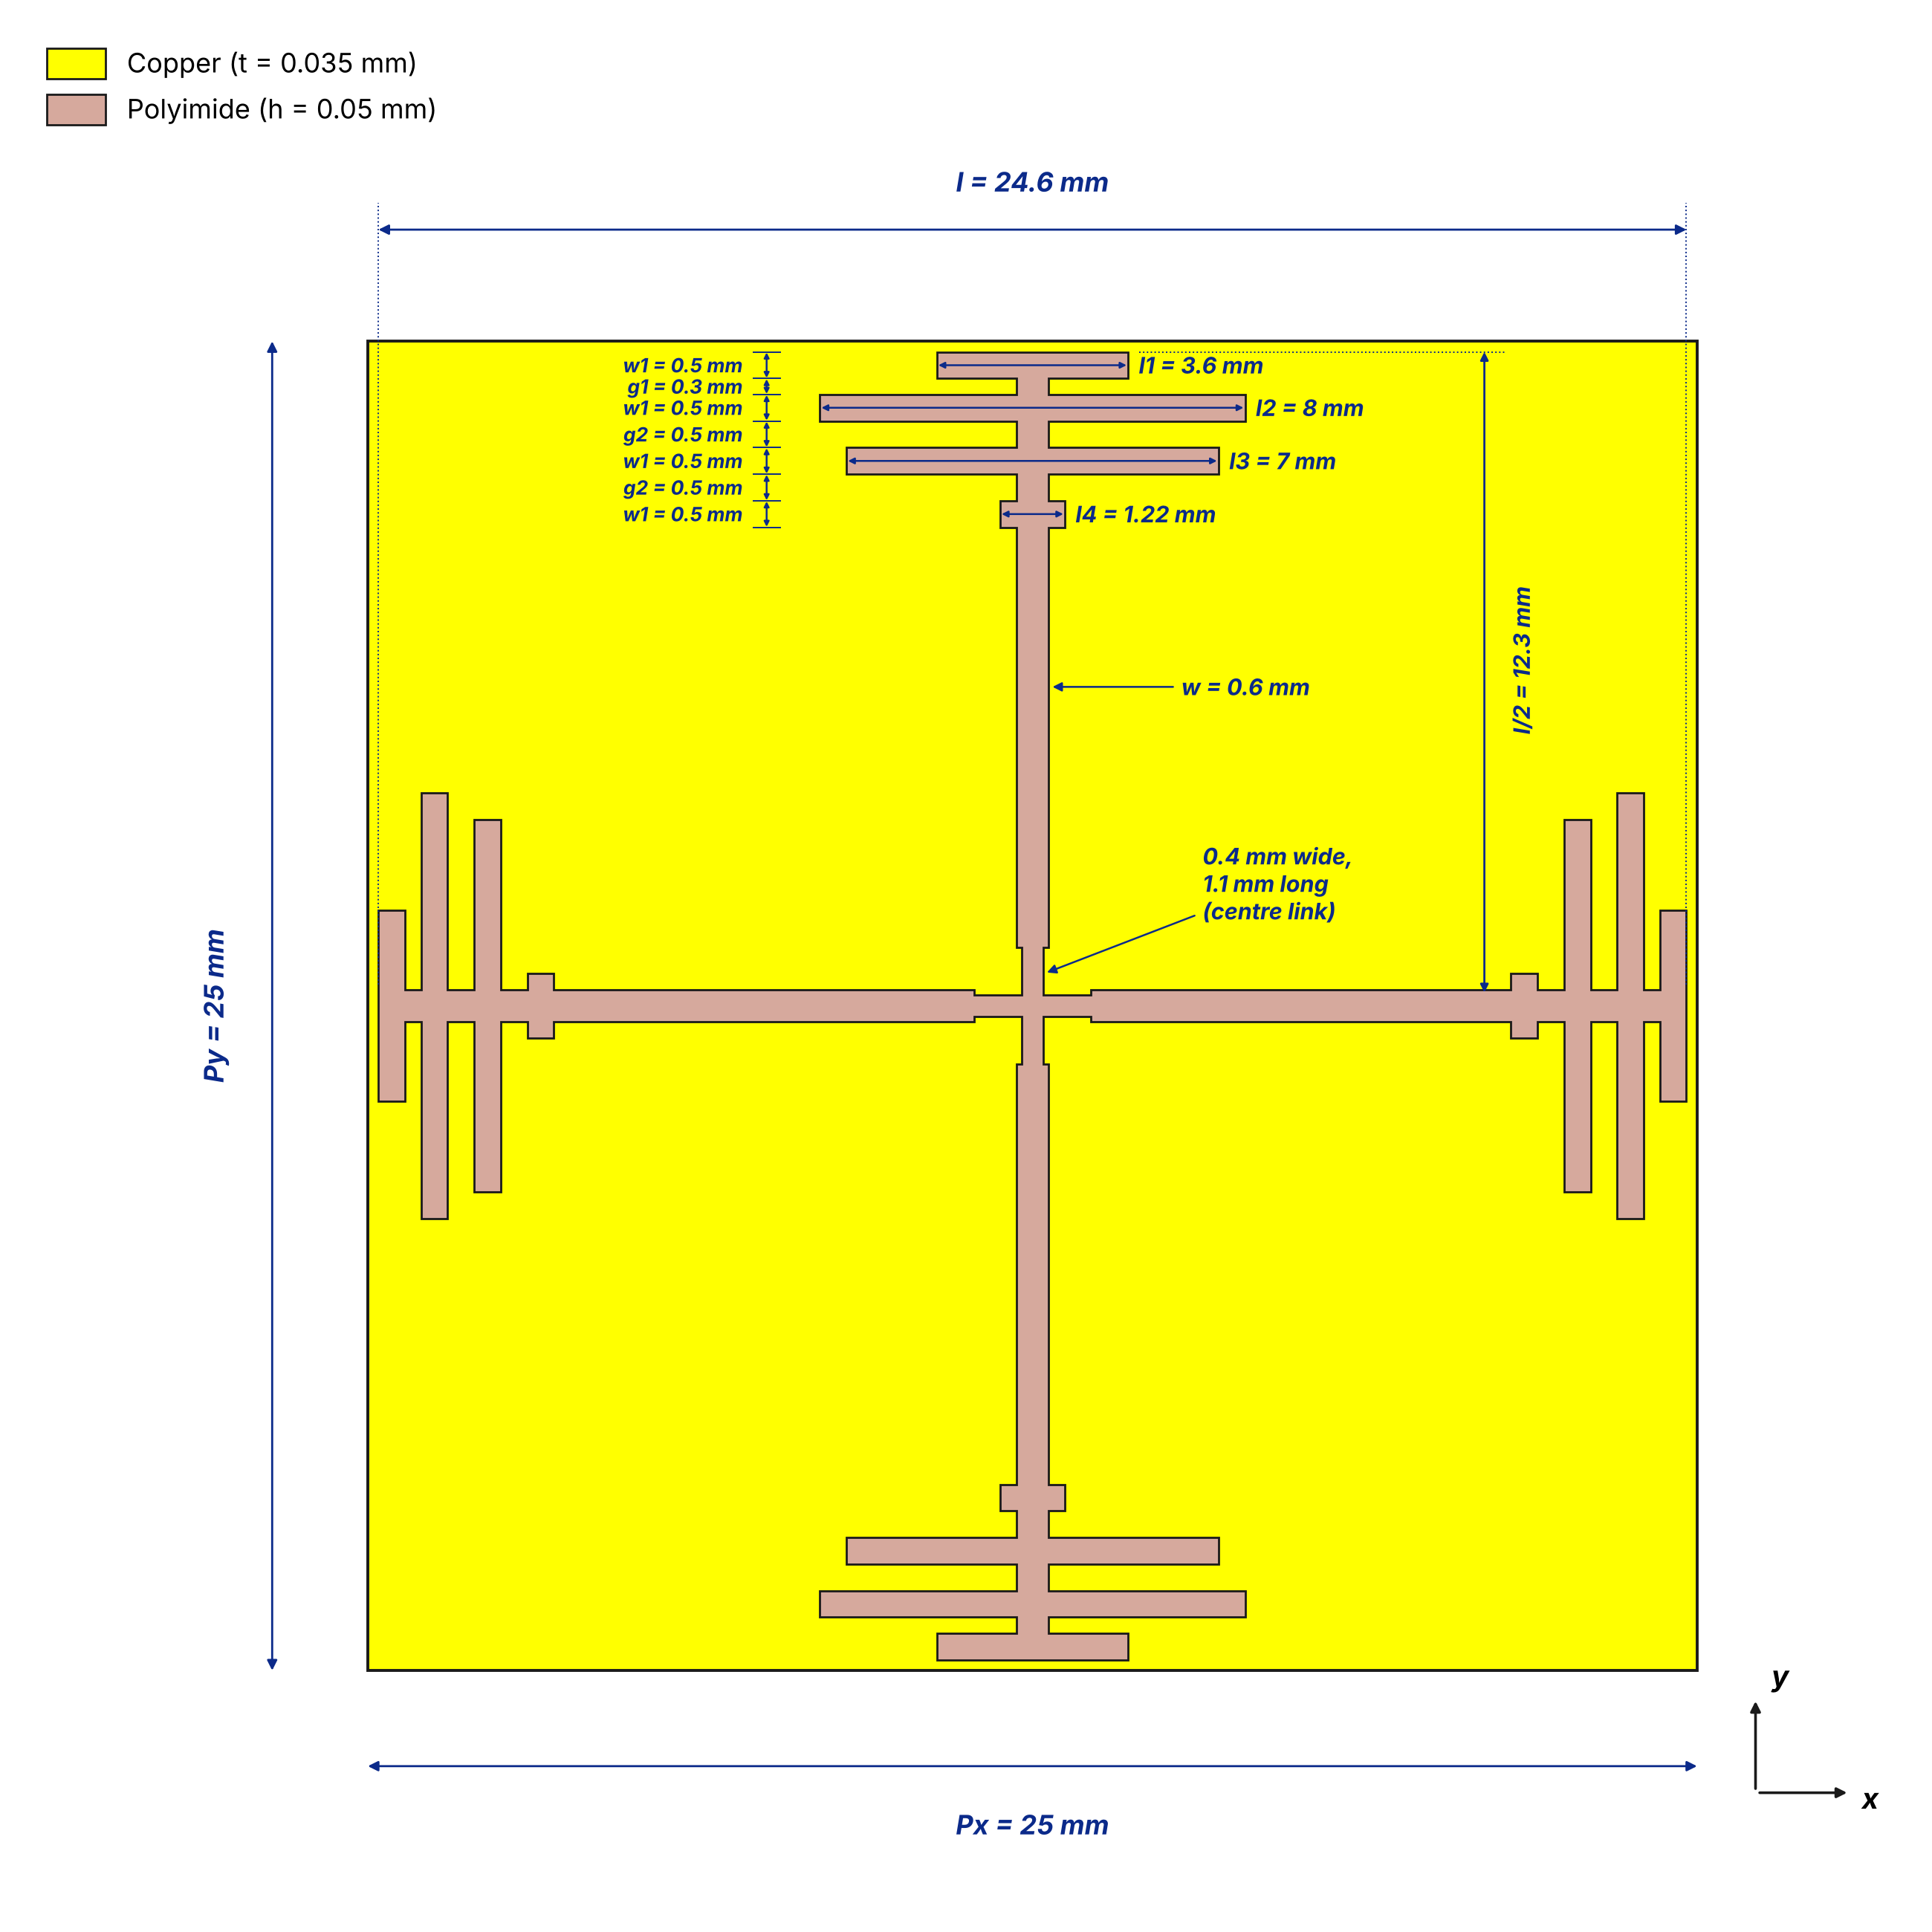 Copper (t = 0.035 mm)
Polyimide (h = 0.05 mm)
l = 24.6 mm
w1 = 0.5 mm
l1 = 3.6 mm
g1 = 0.3 mm
w1 = 0.5 mm
l2 = 8 mm
g2 = 0.5 mm
w1 = 0.5 mm
l3 = 7 mm
g2 = 0.5 mm
w1 = 0.5 mm
l4 = 1.22 mm
l/2 = 12.3 mm
w = 0.6 mm
0.4 mm wide,
1.1 mm long
(centre link)
Py = 25 mm
y
x
Px = 25 mm